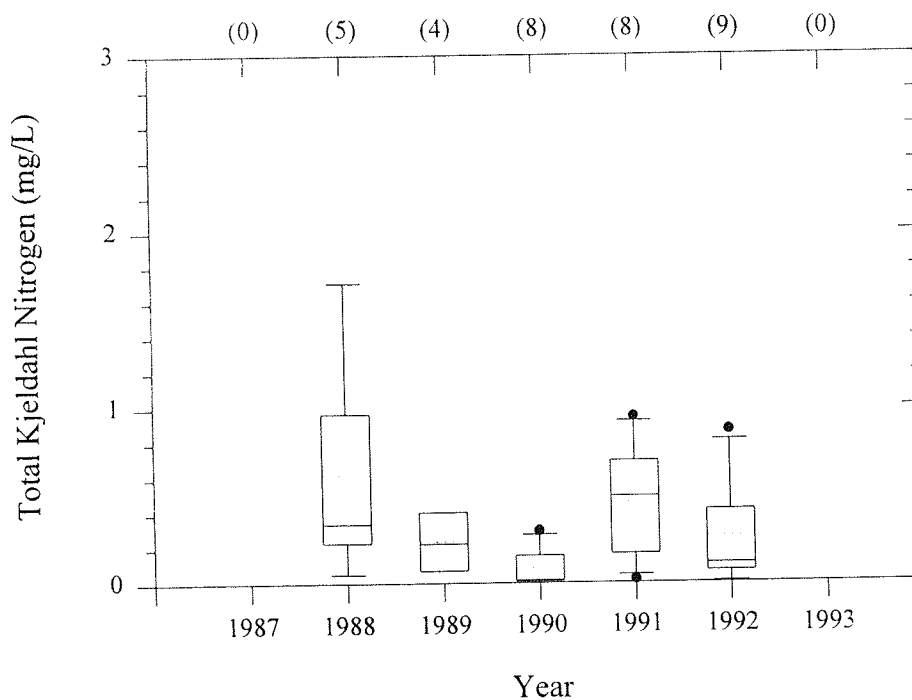 (0) (5) (4) (8) (8) (9) (0)
3
2
1
0
Total Kjeldahl Nitrogen (mg/L)
1987 1988 1989 1990 1991 1992 1993
Year